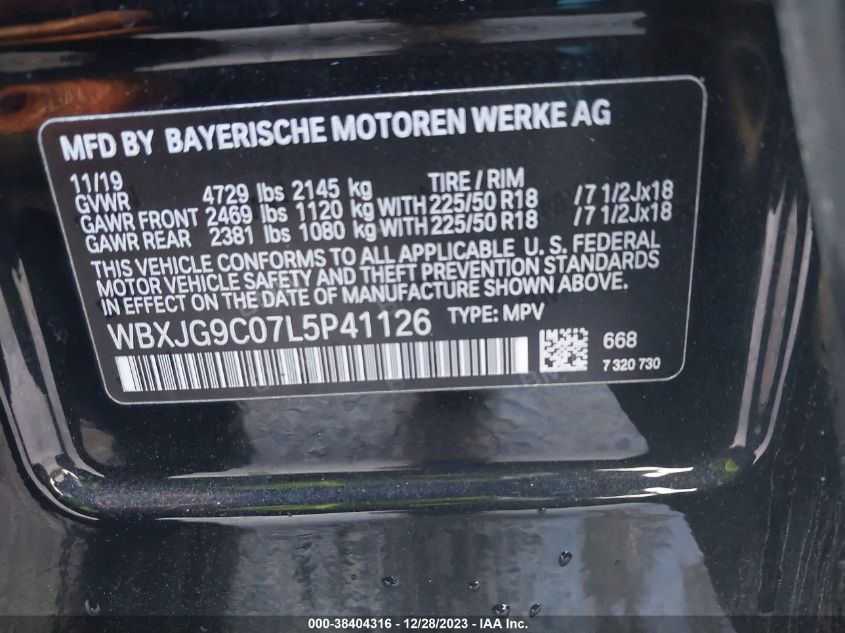 MFD BY BAYERISCHE MOTOREN WERKE AG
11/19 TIRE / RIM
GVWR 4729 lbs 2145 kg
GAWR FRONT 2469 lbs 1120 kg WITH 225/50 R18 /7 1/2Jx18
GAWR REAR 2381 lbs 1080 kg WITH 225/50 R18 /7 1/2Jx18
THIS VEHICLE CONFORMS TO ALL APPLICABLE U. S. FEDERAL
MOTOR VEHICLE SAFETY AND THEFT PREVENTION STANDARDS
IN EFFECT ON THE DATE OF MANUFACTURE SHOWN ABOVE.
WBXJG9C07L5P41126 TYPE: MPV
668
7 320 730
000-38404316 - 12/28/2023 - IAA Inc.